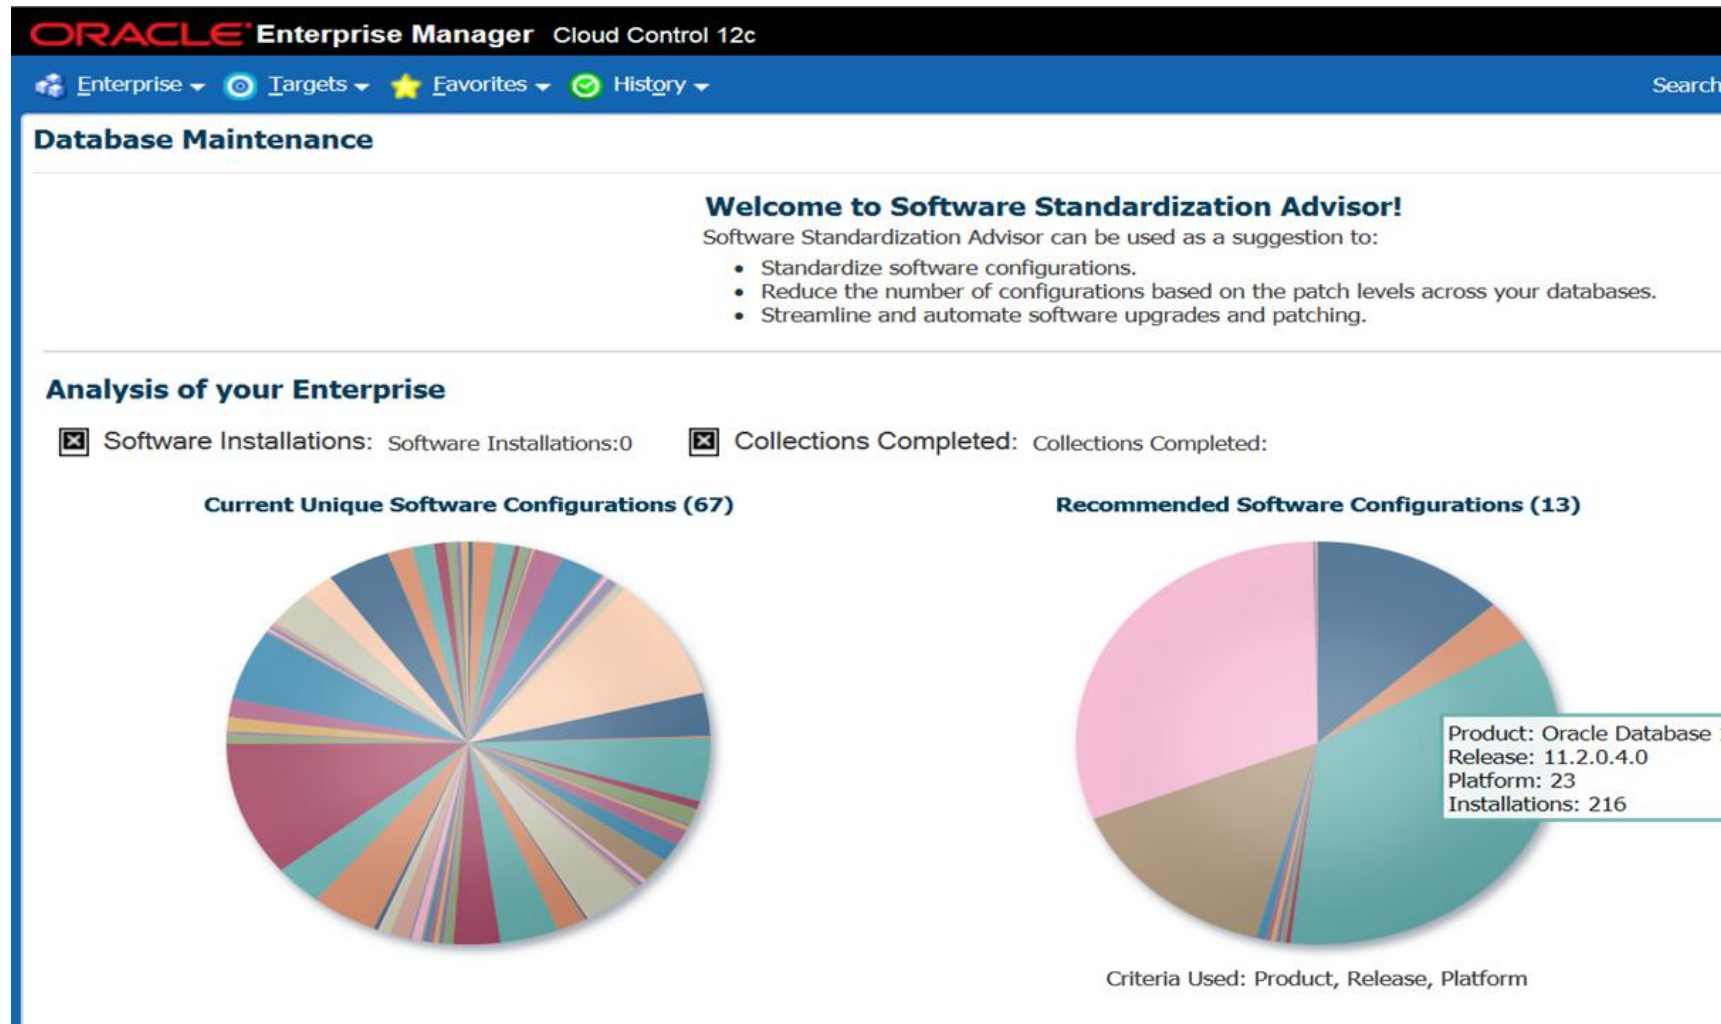 ORACLE Enterprise Manager Cloud Control 12c
Enterprise Targets Favorites History Search
Database Maintenance
Welcome to Software Standardization Advisor!
Software Standardization Advisor can be used as a suggestion to:
• Standardize software configurations.
• Reduce the number of configurations based on the patch levels across your databases.
• Streamline and automate software upgrades and patching.
Analysis of your Enterprise
Software Installations: Software Installations:0 Collections Completed: Collections Completed:
Current Unique Software Configurations (67) Recommended Software Configurations (13)
Product: Oracle Database
Release: 11.2.0.4.0
Platform: 23
Installations: 216
Criteria Used: Product, Release, Platform